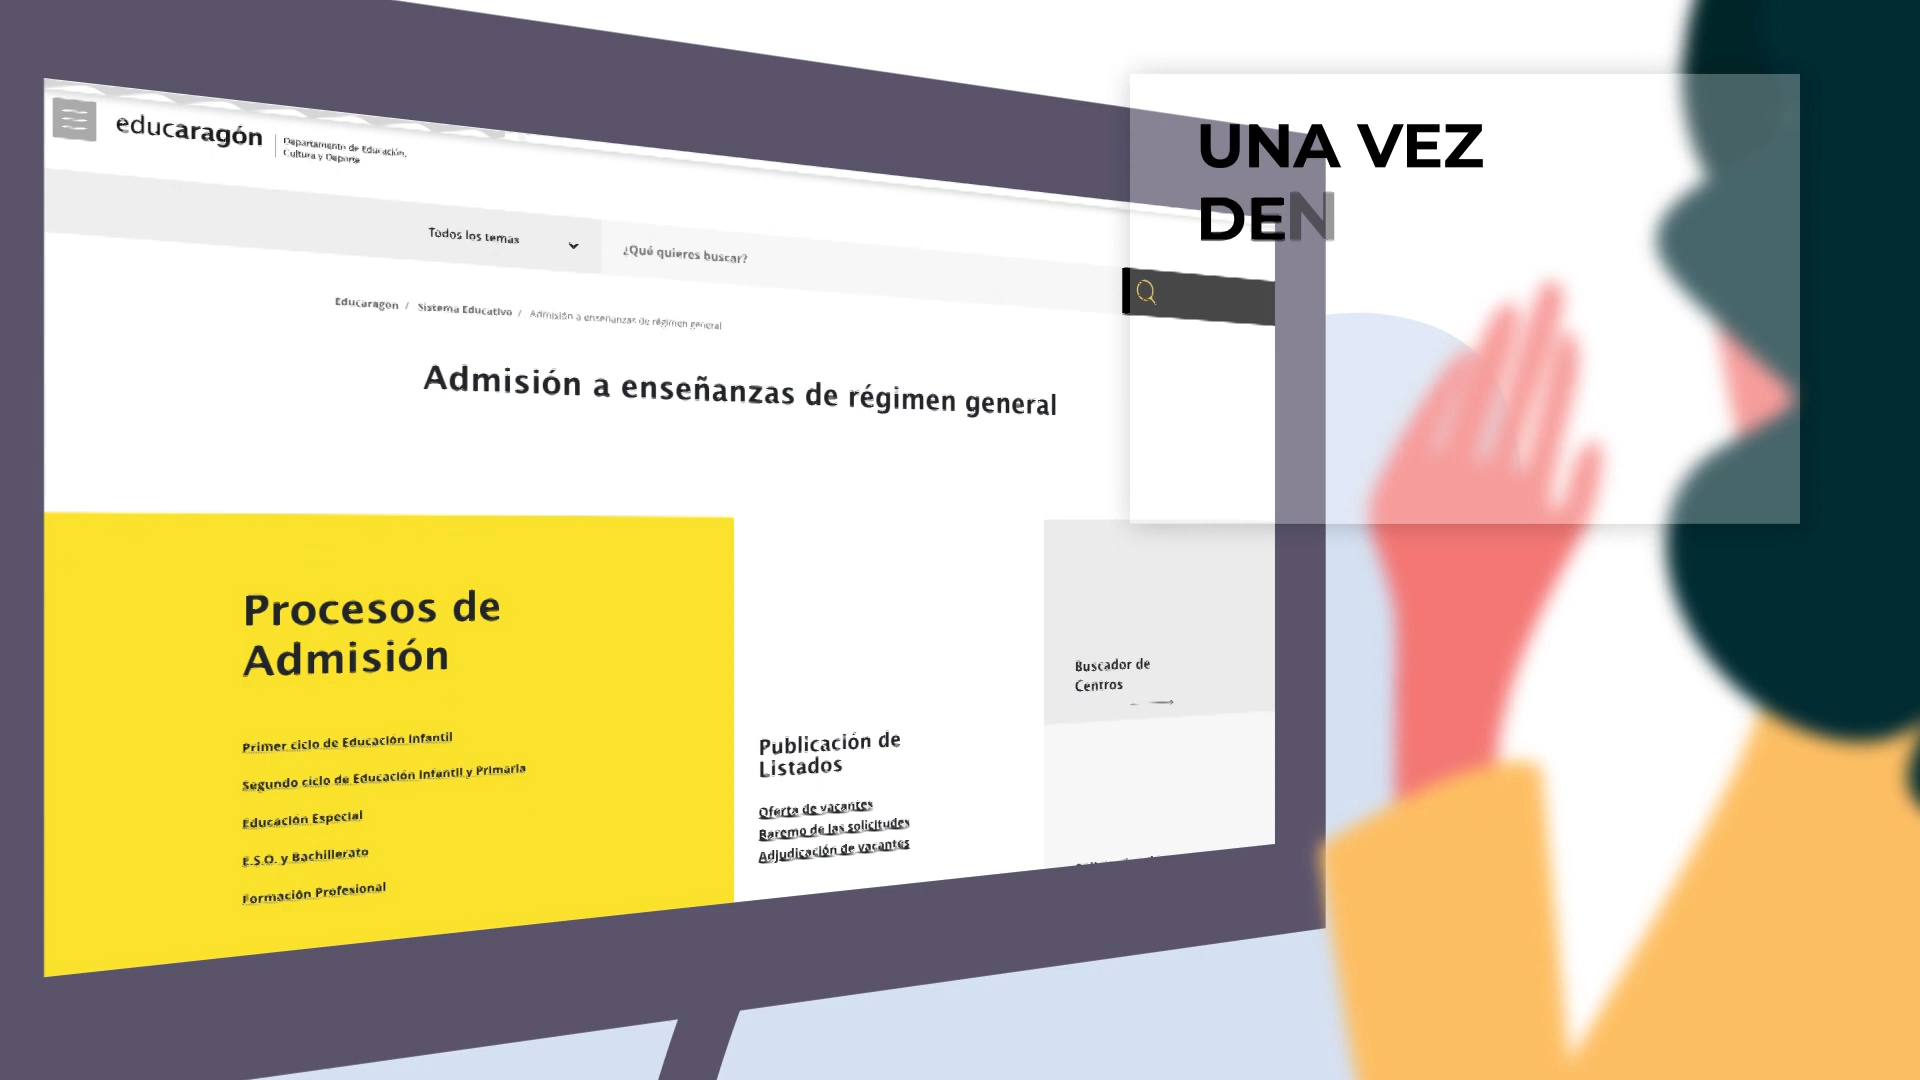 educaragón
Departamento de Educación,
Cultura y Deporte
UNA VEZ
DEN
Todos los temas
¿Qué quieres buscar?
Educaragon / Sistema Educativo / Admisión a enseñanzas de régimen general
Admisión a enseñanzas de régimen general
Procesos de
Admisión
Primer ciclo de Educación Infantil
Segundo ciclo de Educación Infantil y Primaria
Educación Especial
E.S.O. y Bachillerato
Formación Profesional
Publicación de
Listados
Oferta de vacantes
Baremo de las solicitudes
Adjudicación de vacantes
Buscador de
Centros